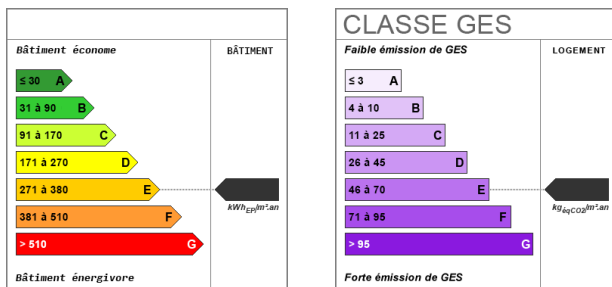 Bâtiment économe
BÂTIMENT
≤ 30 A
31 à 90 B
91 à 170 C
171 à 270 D
271 à 380 E
kWhEP/m².an
381 à 510 F
> 510 G
Bâtiment énergivore
CLASSE GES
Faible émission de GES
LOGEMENT
≤ 3 A
4 à 10 B
11 à 25 C
26 à 45 D
46 à 70 E
kgéqCO2/m².an
71 à 95 F
> 95 G
Forte émission de GES